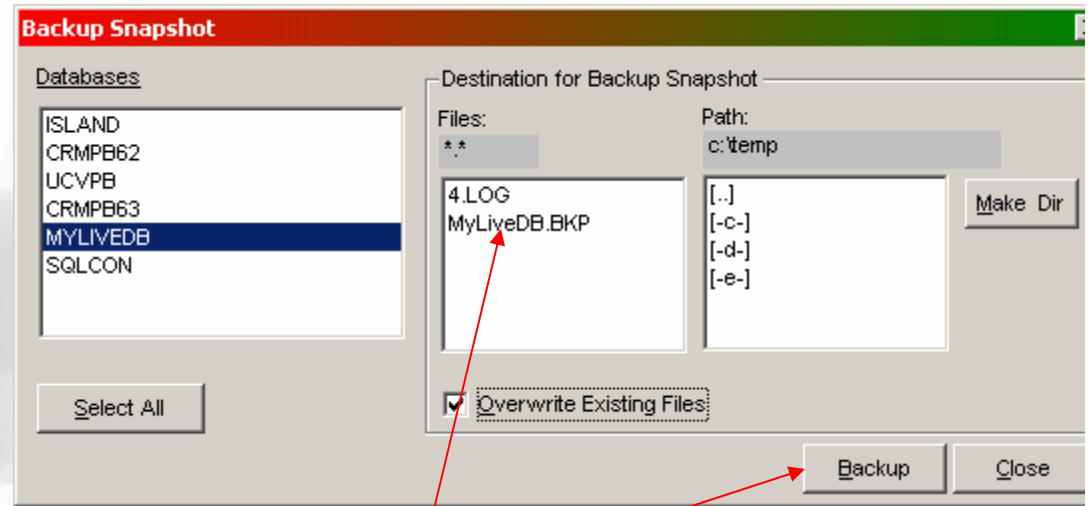 Backup Snapshot
Databases
ISLAND
CRMPB62
UCVPB
CRMPB63
MYLIVEDB
SQLCON
Select All
Destination for Backup Snapshot
Files:
*.*
4.LOG
MyLiveDB.BKP
Path:
c:\temp
[..]
[-c-]
[-d-]
[-e-]
Make Dir
Overwrite Existing Files
Backup
Close